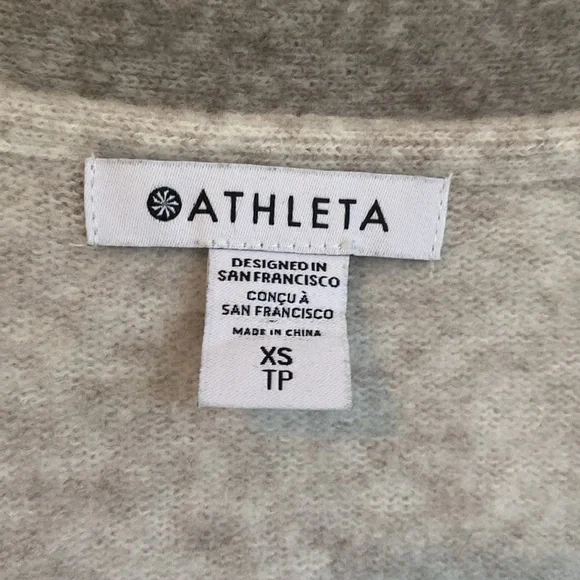 ATHLETA
DESIGNED IN
SAN FRANCISCO
CONÇU À
SAN FRANCISCO
MADE IN CHINA
XS
TP